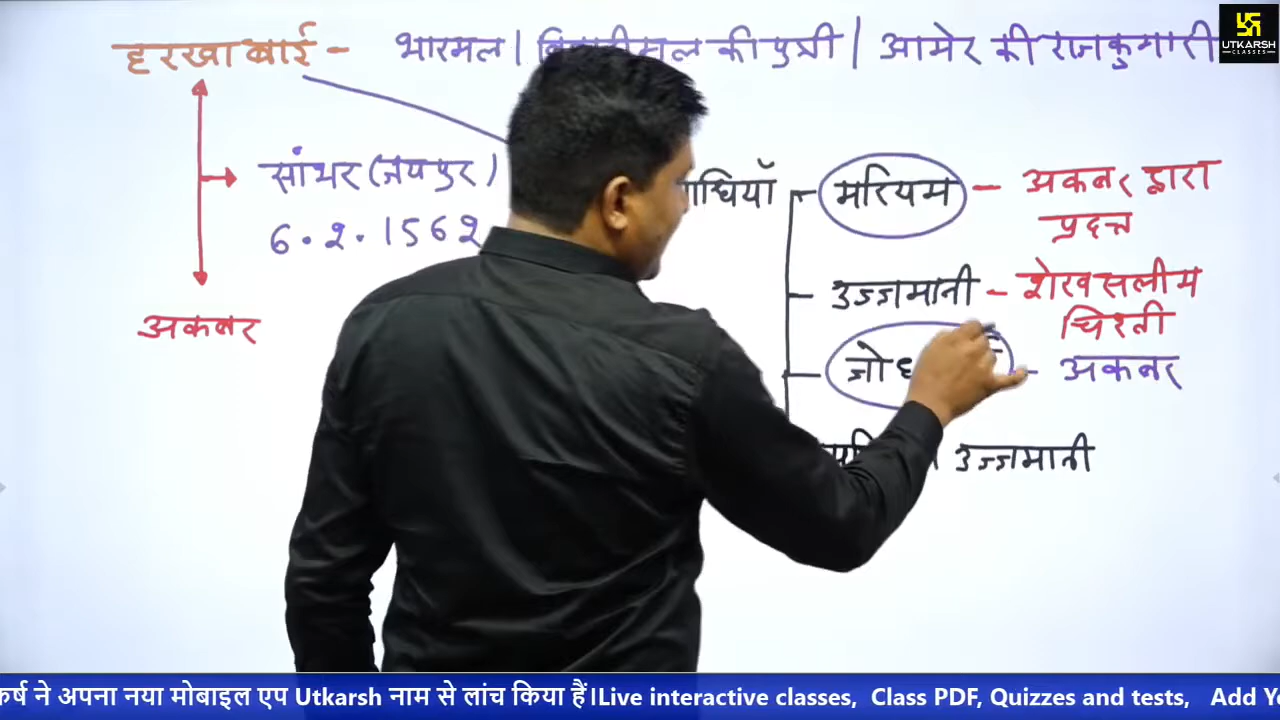 हरखा बाई - भारमल | की पुत्री | आमेर की राजकुमारी
UTKARSH
CLASSES
सांभर (जयपुर)
6.2.1562
अकबर
मरियम - अकबर द्वारा
प्रदत्त
उज्जमानी - शेख सलीम
चिश्ती
- अकबर
उज्जमानी
ने अपना नया मोबाइल एप Utkarsh नाम से लांच किया हैं।Live interactive classes, Class PDF, Quizzes and tests, Add